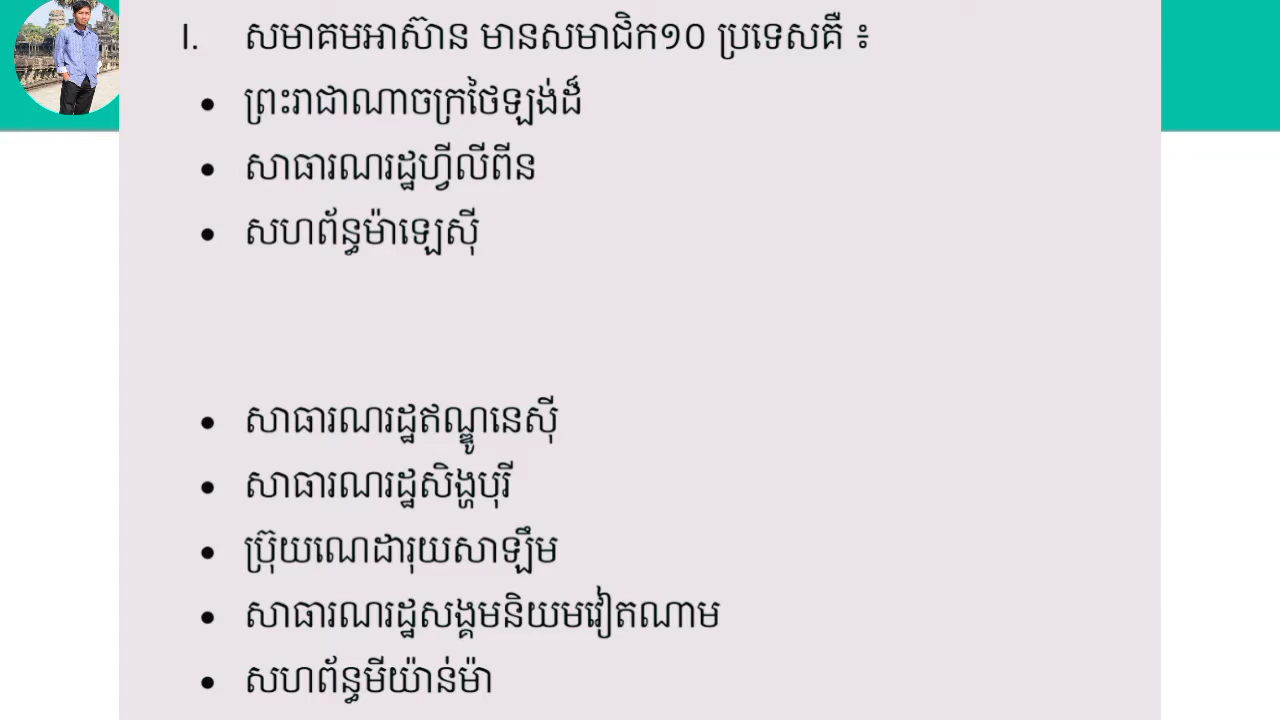 I. សមាគមអាស៊ាន មានសមាជិក១០ ប្រទេសគឺ ៖
• ព្រះរាជាណាចក្រថៃឡង់ដ៏
• សាធារណរដ្ឋហ្វីលីពីន
• សហព័ន្ធម៉ាឡេស៊ី
• សាធារណរដ្ឋឥណ្ឌូនេស៊ី
• សាធារណរដ្ឋសិង្ហបុរី
• ប្រ៊ុយណេដារុយសាឡឹម
• សាធារណរដ្ឋសង្គមនិយមវៀតណាម
• សហព័ន្ធមីយ៉ាន់ម៉ា